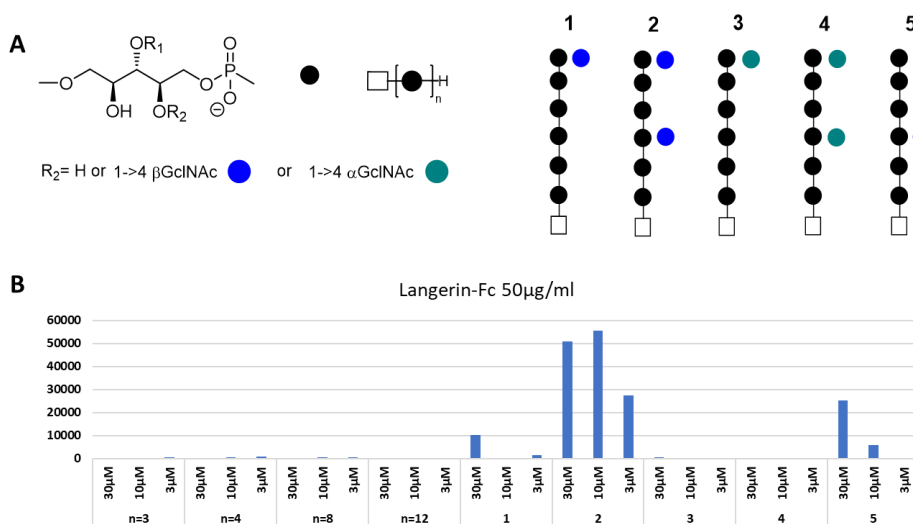 A
1 2 3 4 5
OR₁
O
O
O P
O⊖
OH OR₂
n H
R₂= H or 1->4 βGclNAc or 1->4 αGclNAc
B
Langerin-Fc 50µg/ml
60000
50000
40000
30000
20000
10000
0
30µM 10µM 3µM 30µM 10µM 3µM 30µM 10µM 3µM 30µM 10µM 3µM 30µM 10µM 3µM 30µM 10µM 3µM 30µM 10µM 3µM 30µM 10µM 3µM 30µM 10µM 3µM
n=3 n=4 n=8 n=12 1 2 3 4 5